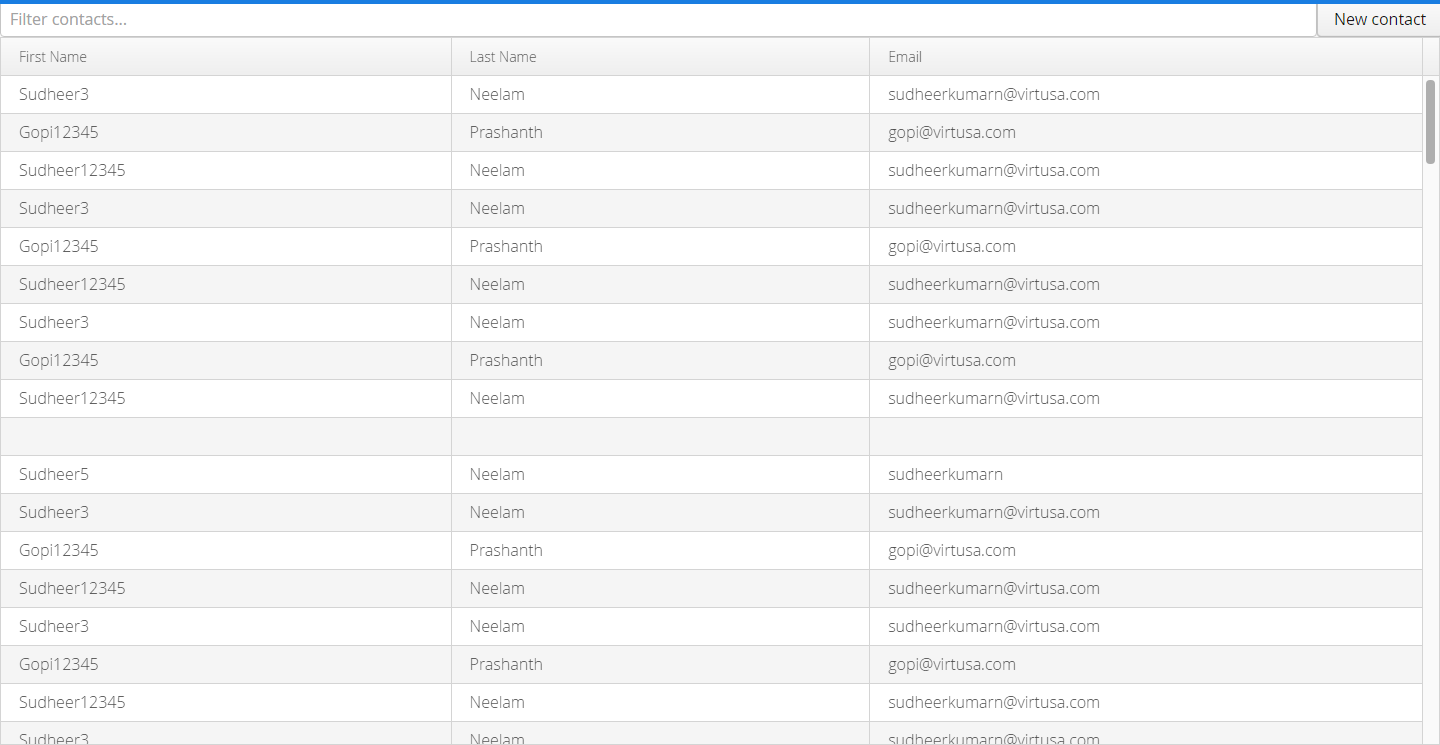 Filter contacts... New contact
First Name Last Name Email
Sudheer3 Neelam sudheerkumarn@virtusa.com
Gopi12345 Prashanth gopi@virtusa.com
Sudheer12345 Neelam sudheerkumarn@virtusa.com
Sudheer3 Neelam sudheerkumarn@virtusa.com
Gopi12345 Prashanth gopi@virtusa.com
Sudheer12345 Neelam sudheerkumarn@virtusa.com
Sudheer3 Neelam sudheerkumarn@virtusa.com
Gopi12345 Prashanth gopi@virtusa.com
Sudheer12345 Neelam sudheerkumarn@virtusa.com
Sudheer5 Neelam sudheerkumarn
Sudheer3 Neelam sudheerkumarn@virtusa.com
Gopi12345 Prashanth gopi@virtusa.com
Sudheer12345 Neelam sudheerkumarn@virtusa.com
Sudheer3 Neelam sudheerkumarn@virtusa.com
Gopi12345 Prashanth gopi@virtusa.com
Sudheer12345 Neelam sudheerkumarn@virtusa.com
Sudheer3 Neelam sudheerkumarn@virtusa.com